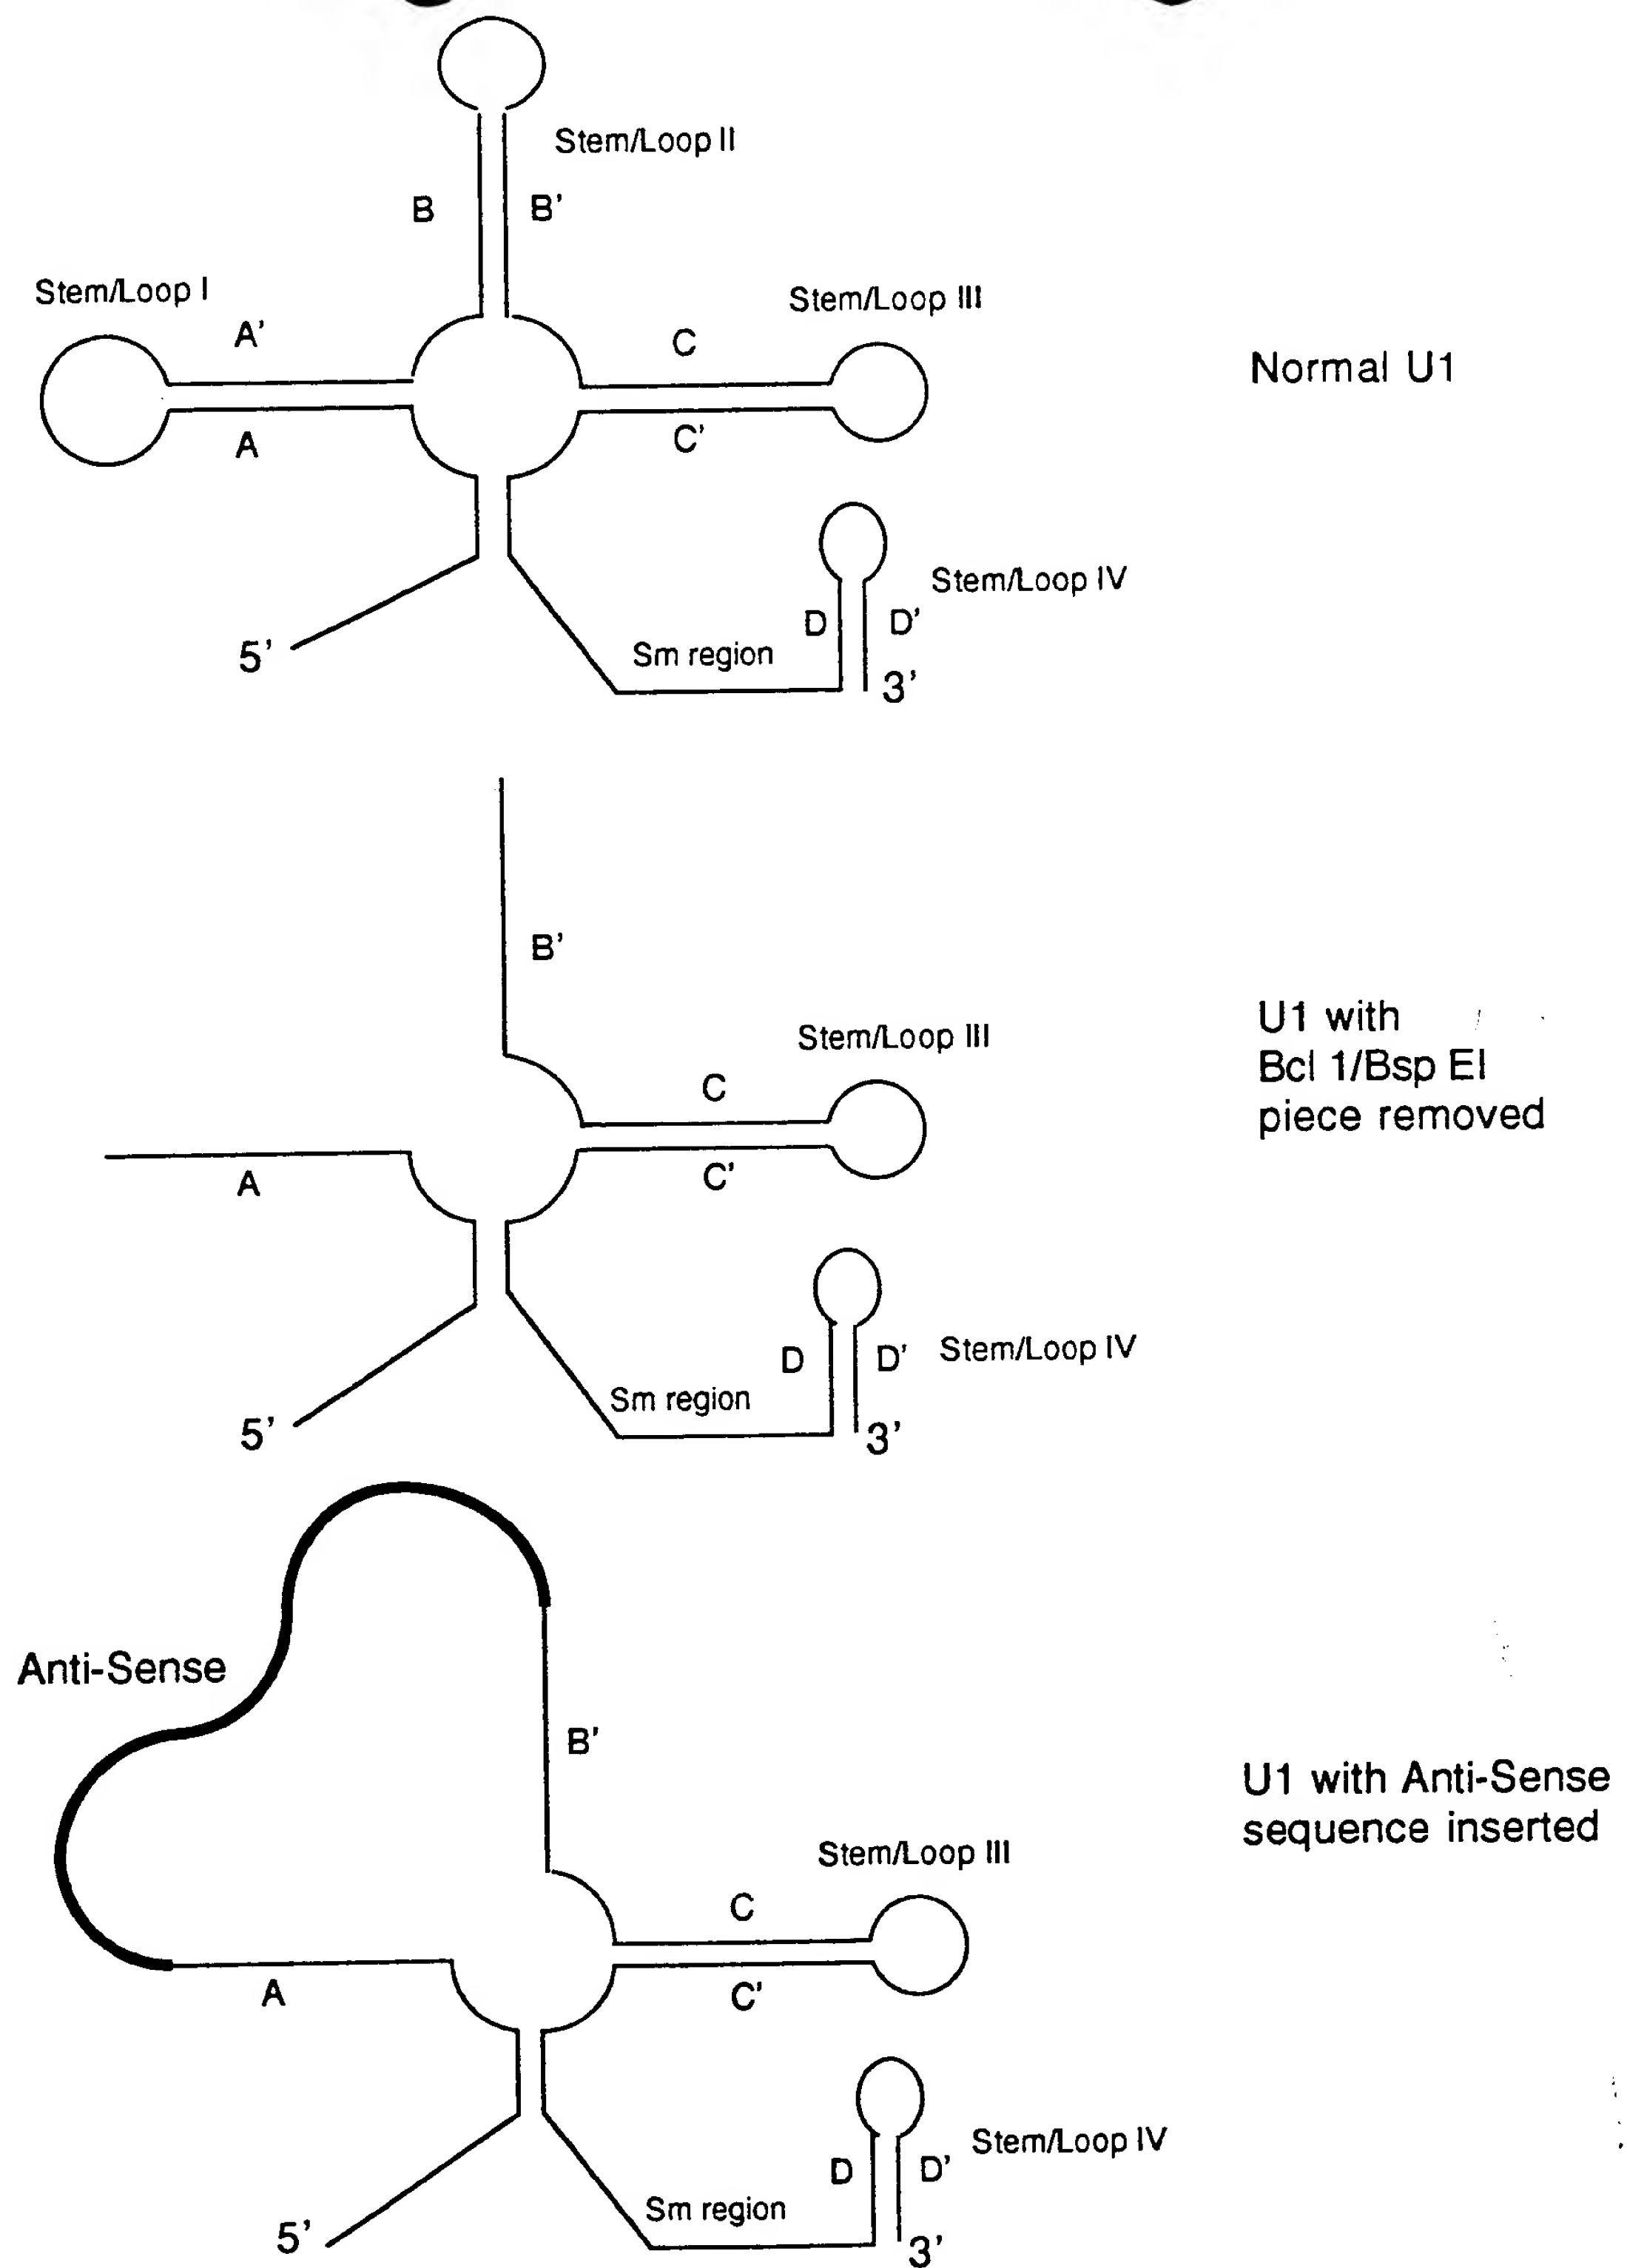 Stem/Loop II
B
B'
Stem/Loop I
Stem/Loop III
A'
C
Normal U1
A
C'
Stem/Loop IV
D
D'
5'
Sm region
3'
B'
U1 with
Bcl 1/Bsp EI
piece removed
Stem/Loop III
C
A
C'
D
D'
Stem/Loop IV
Sm region
5'
3'
Anti-Sense
B'
U1 with Anti-Sense
sequence inserted
Stem/Loop III
C
A
C'
Stem/Loop IV
D
D'
Sm region
5'
3'